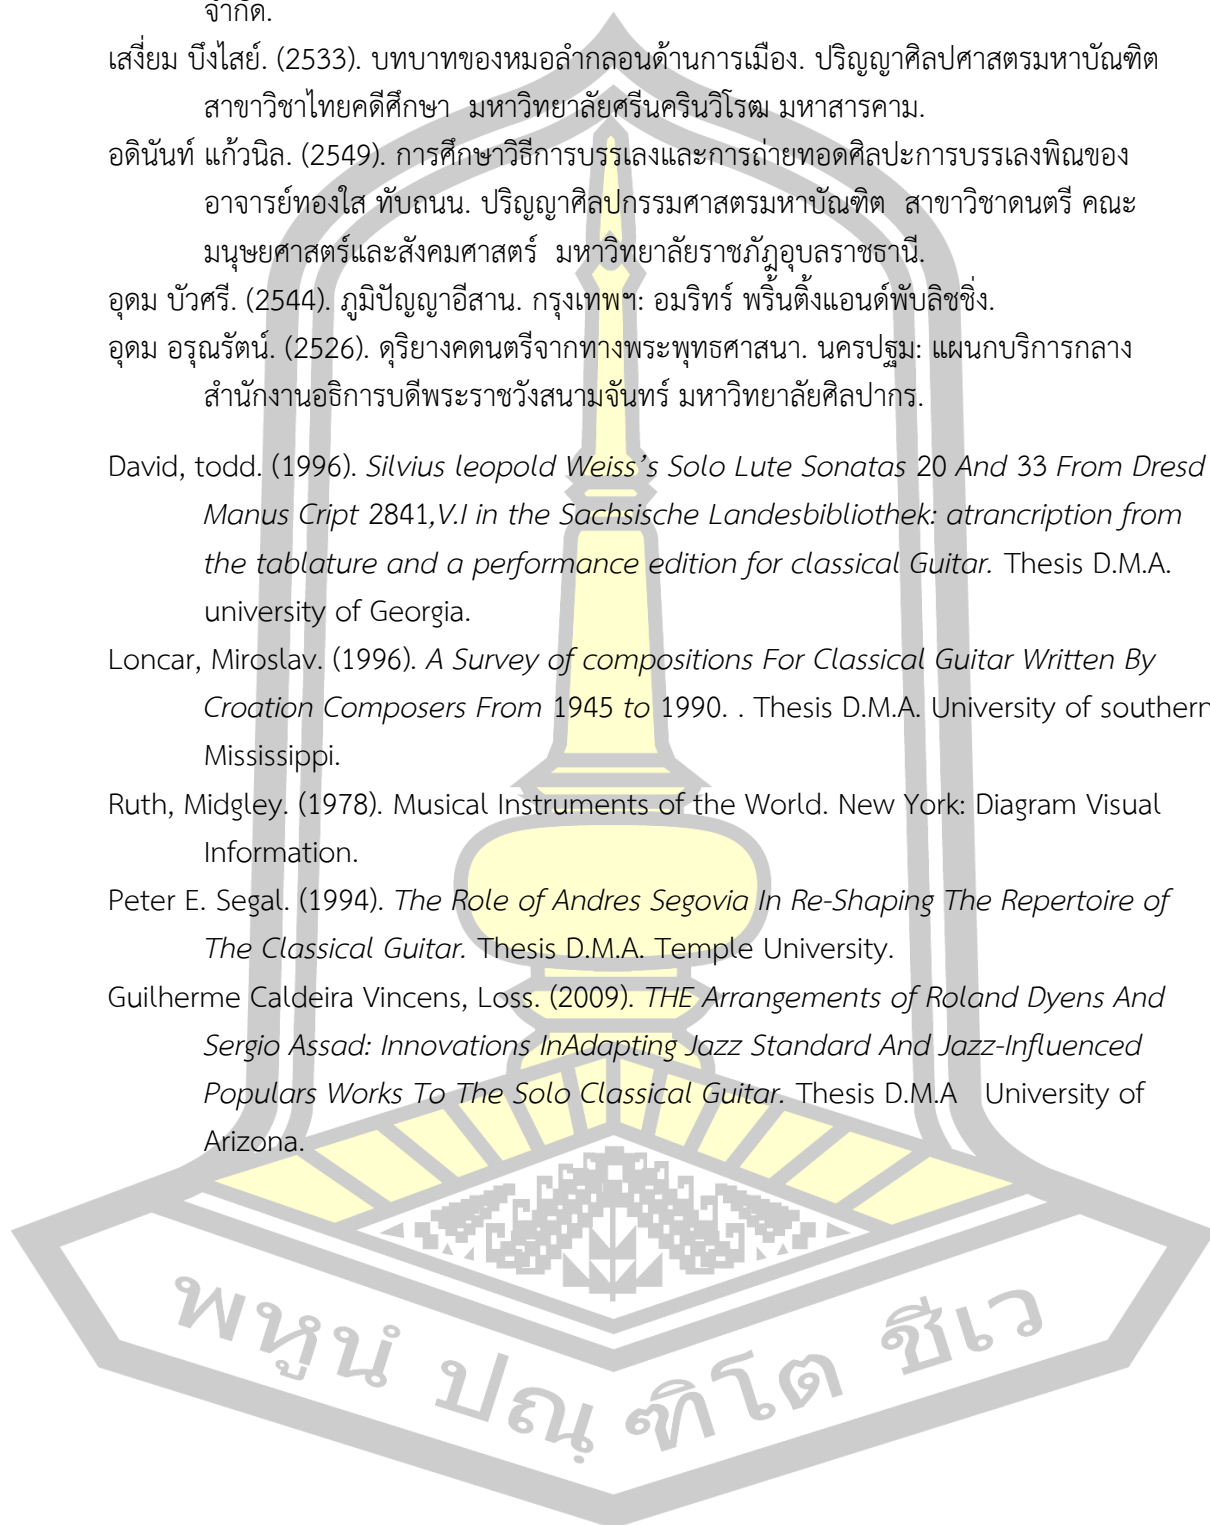 จำกัด.
เสงี่ยม บึงไสย์. (2533). บทบาทของหมอลำกลอนด้านการเมือง. ปริญญาศิลปศาสตรมหาบัณฑิต
สาขาวิชาไทยคดีศึกษา มหาวิทยาลัยศรีนครินวิโรฒ มหาสารคาม.
อดินันท์ แก้วนิล. (2549). การศึกษาวิธีการบรรเลงและการถ่ายทอดศิลปะการบรรเลงพิณของ
อาจารย์ทองใส ทับถนน. ปริญญาศิลปกรรมศาสตรมหาบัณฑิต สาขาวิชาดนตรี คณะ
มนุษยศาสตร์และสังคมศาสตร์ มหาวิทยาลัยราชภัฎอุบลราชธานี.
อุดม บัวศรี. (2544). ภูมิปัญญาอีสาน. กรุงเทพฯ: อมริทร์ พริ้นติ้งแอนด์พับลิชชิ่ง.
อุดม อรุณรัตน์. (2526). ดุริยางคดนตรีจากทางพระพุทธศาสนา. นครปฐม: แผนกบริการกลาง
สำนักงานอธิการบดีพระราชวังสนามจันทร์ มหาวิทยาลัยศิลปากร.
David, todd. (1996). Silvius leopold Weiss's Solo Lute Sonatas 20 And 33 From Dresd
Manus Cript 2841,V.I in the Sachsische Landesbibliothek: atrancription from
the tablature and a performance edition for classical Guitar. Thesis D.M.A.
university of Georgia.
Loncar, Miroslav. (1996). A Survey of compositions For Classical Guitar Written By
Croation Composers From 1945 to 1990. . Thesis D.M.A. University of southern
Mississippi.
Ruth, Midgley. (1978). Musical Instruments of the World. New York: Diagram Visual
Information.
Peter E. Segal. (1994). The Role of Andres Segovia In Re-Shaping The Repertoire of
The Classical Guitar. Thesis D.M.A. Temple University.
Guilherme Caldeira Vincens, Loss. (2009). THE Arrangements of Roland Dyens And
Sergio Assad: Innovations InAdapting Jazz Standard And Jazz-Influenced
Populars Works To The Solo Classical Guitar. Thesis D.M.A University of
Arizona.
พหูนํ ปณฺฑิโต ชีเว